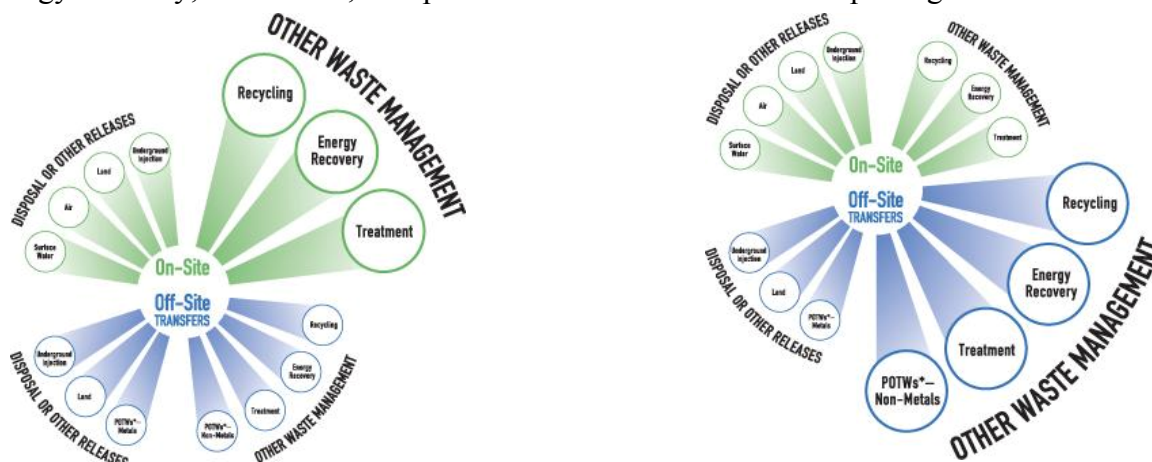 OTHER WASTE MANAGEMENT
Recycling
Energy
Recovery
Treatment
DISPOSAL OR OTHER RELEASES
Underground
Injection
Land
Air
Surface
Water
On-Site
Off-Site
TRANSFERS
Underground
Injection
Land
POTWs*—
Metals
DISPOSAL OR OTHER RELEASES
POTWs*
—Non-Metals
Treatment
Energy
Recovery
Recycling
OTHER WASTE MANAGEMENT
DISPOSAL OR OTHER RELEASES
Surface
Water
Air
Land
Underground
Injection
OTHER WASTE MANAGEMENT
Recycling
Energy
Recovery
Treatment
On-Site
Off-Site
TRANSFERS
Underground
Injection
Land
POTWs*—
Metals
DISPOSAL OR OTHER RELEASES
POTWs*—
Non-Metals
Treatment
Energy
Recovery
Recycling
OTHER WASTE MANAGEMENT